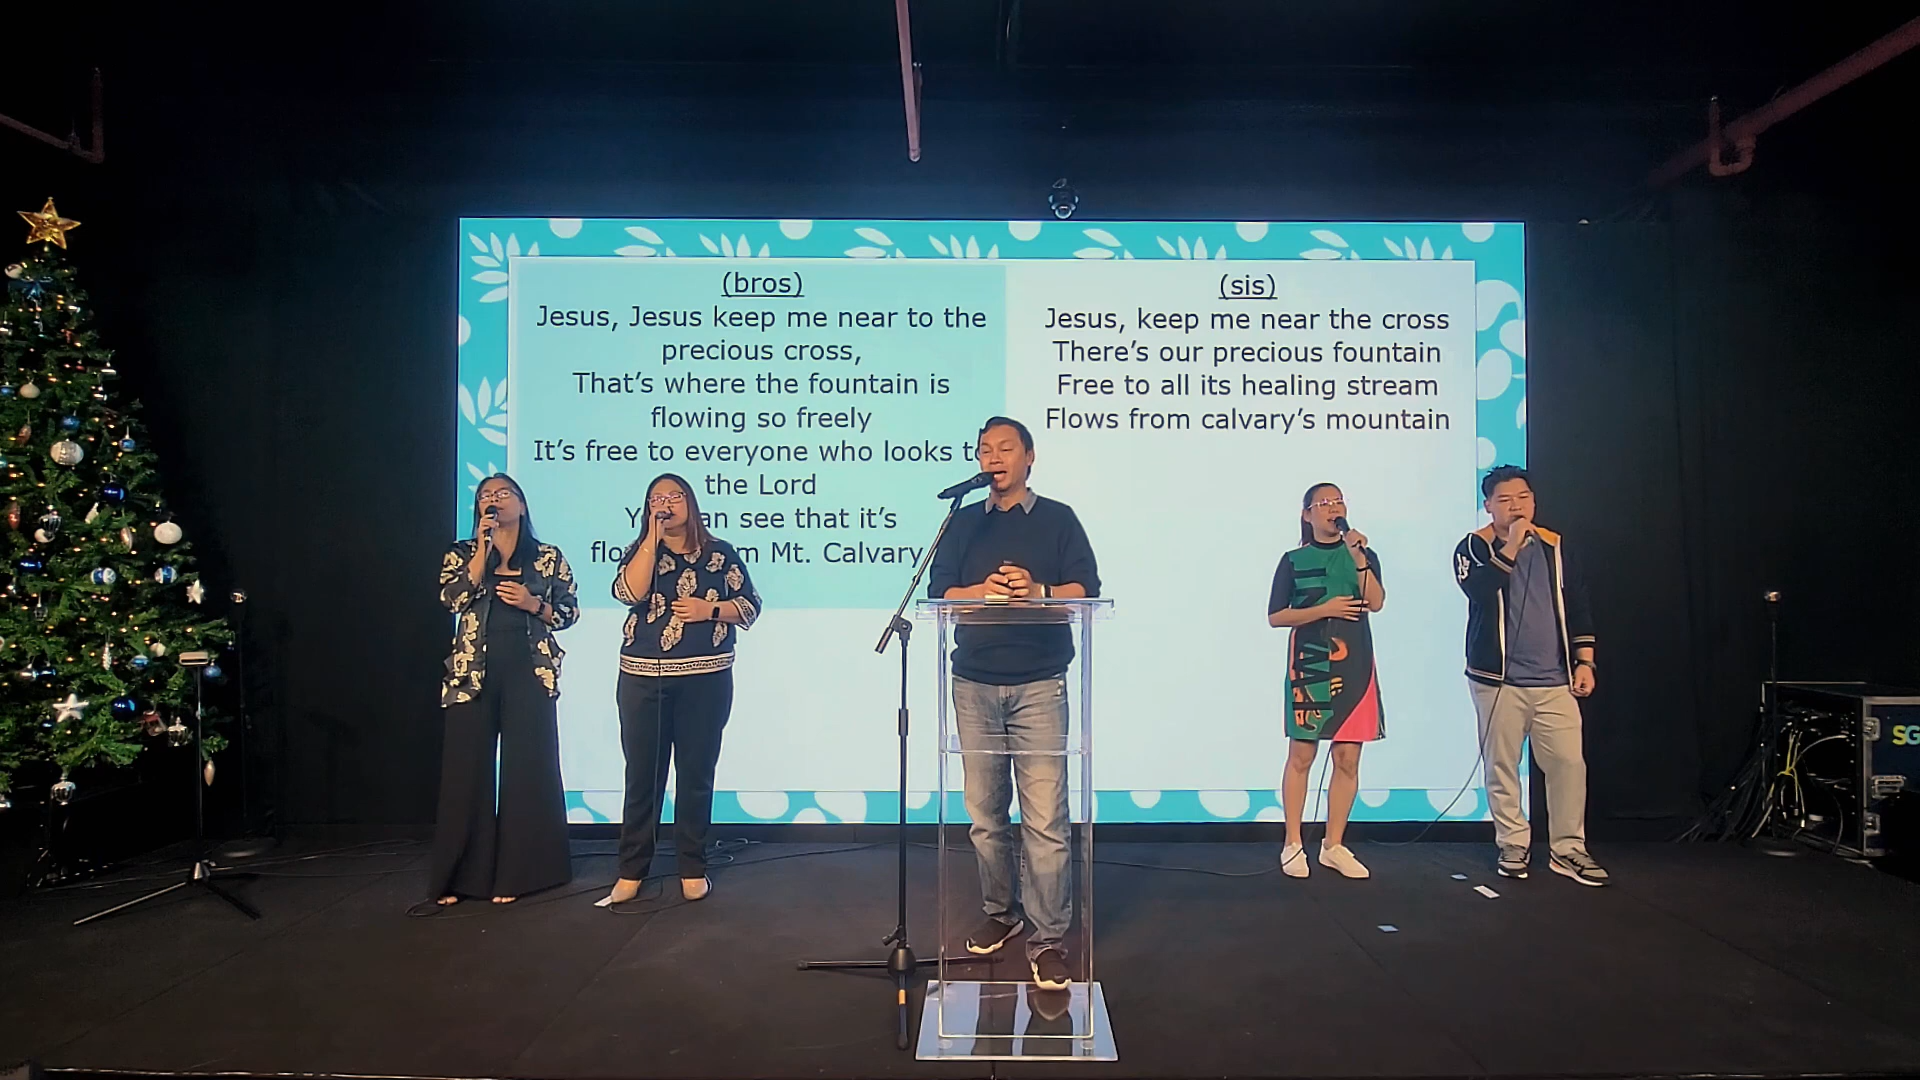 (bros)
Jesus, Jesus keep me near to the
precious cross,
That's where the fountain is
flowing so freely
It's free to everyone who looks to
the Lord
see that it's
Mt. Calvary
(sis)
Jesus, keep me near the cross
There's our precious fountain
Free to all its healing stream
Flows from calvary's mountain
SG